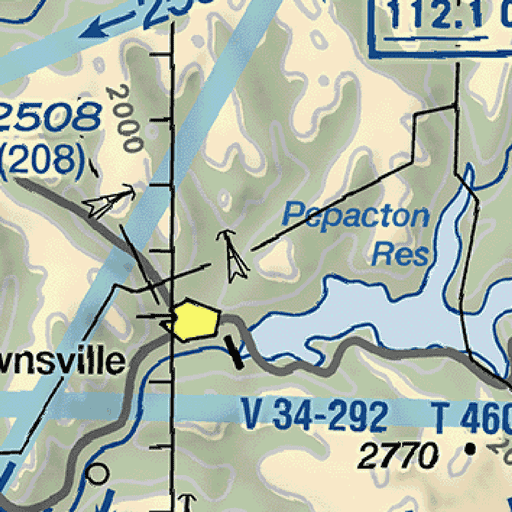 112.1
2000
2508
(208)
Pepacton
Res
wnsville
V 34-292 T 460
2770